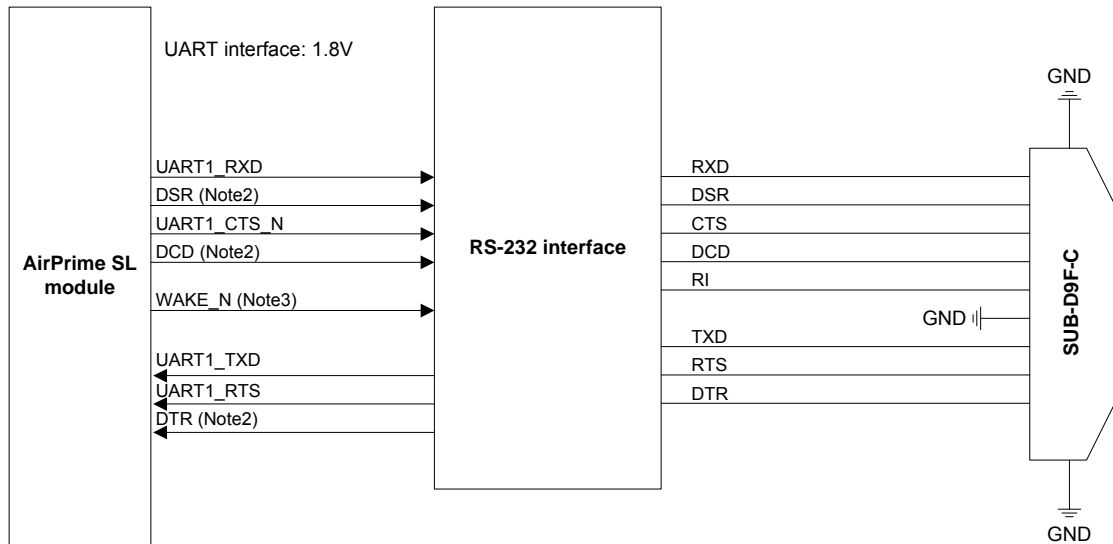 UART interface: 1.8V
GND
UART1_RXD
DSR (Note2)
UART1_CTS_N
DCD (Note2)
WAKE_N (Note3)
UART1_TXD
UART1_RTS
DTR (Note2)
AirPrime SL
module
RS-232 interface
RXD
DSR
CTS
DCD
RI
GND
TXD
RTS
DTR
SUB-D9F-C
GND